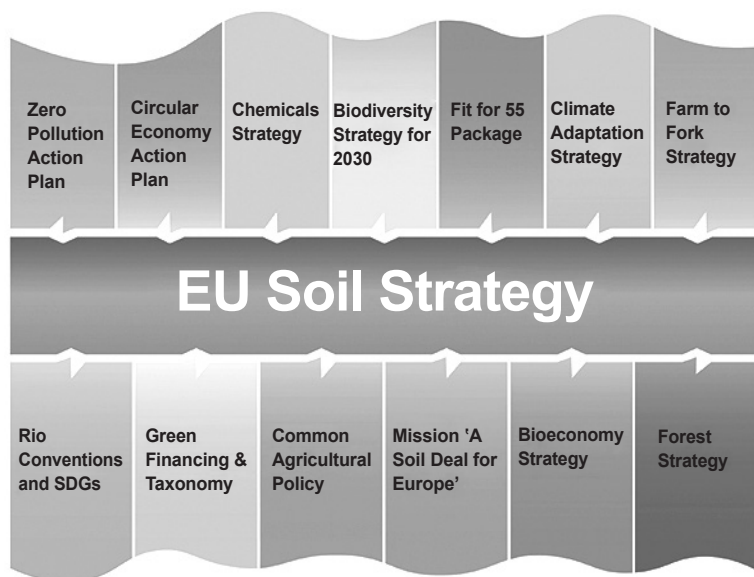 Zero
Pollution
Action
Plan
Circular
Economy
Action
Plan
Chemicals
Strategy
Biodiversity
Strategy for
2030
Fit for 55
Package
Climate
Adaptation
Strategy
Farm to
Fork
Strategy
EU Soil Strategy
Rio
Conventions
and SDGs
Green
Financing &
Taxonomy
Common
Agricultural
Policy
Mission ‘A
Soil Deal for
Europe’
Bioeconomy
Strategy
Forest
Strategy